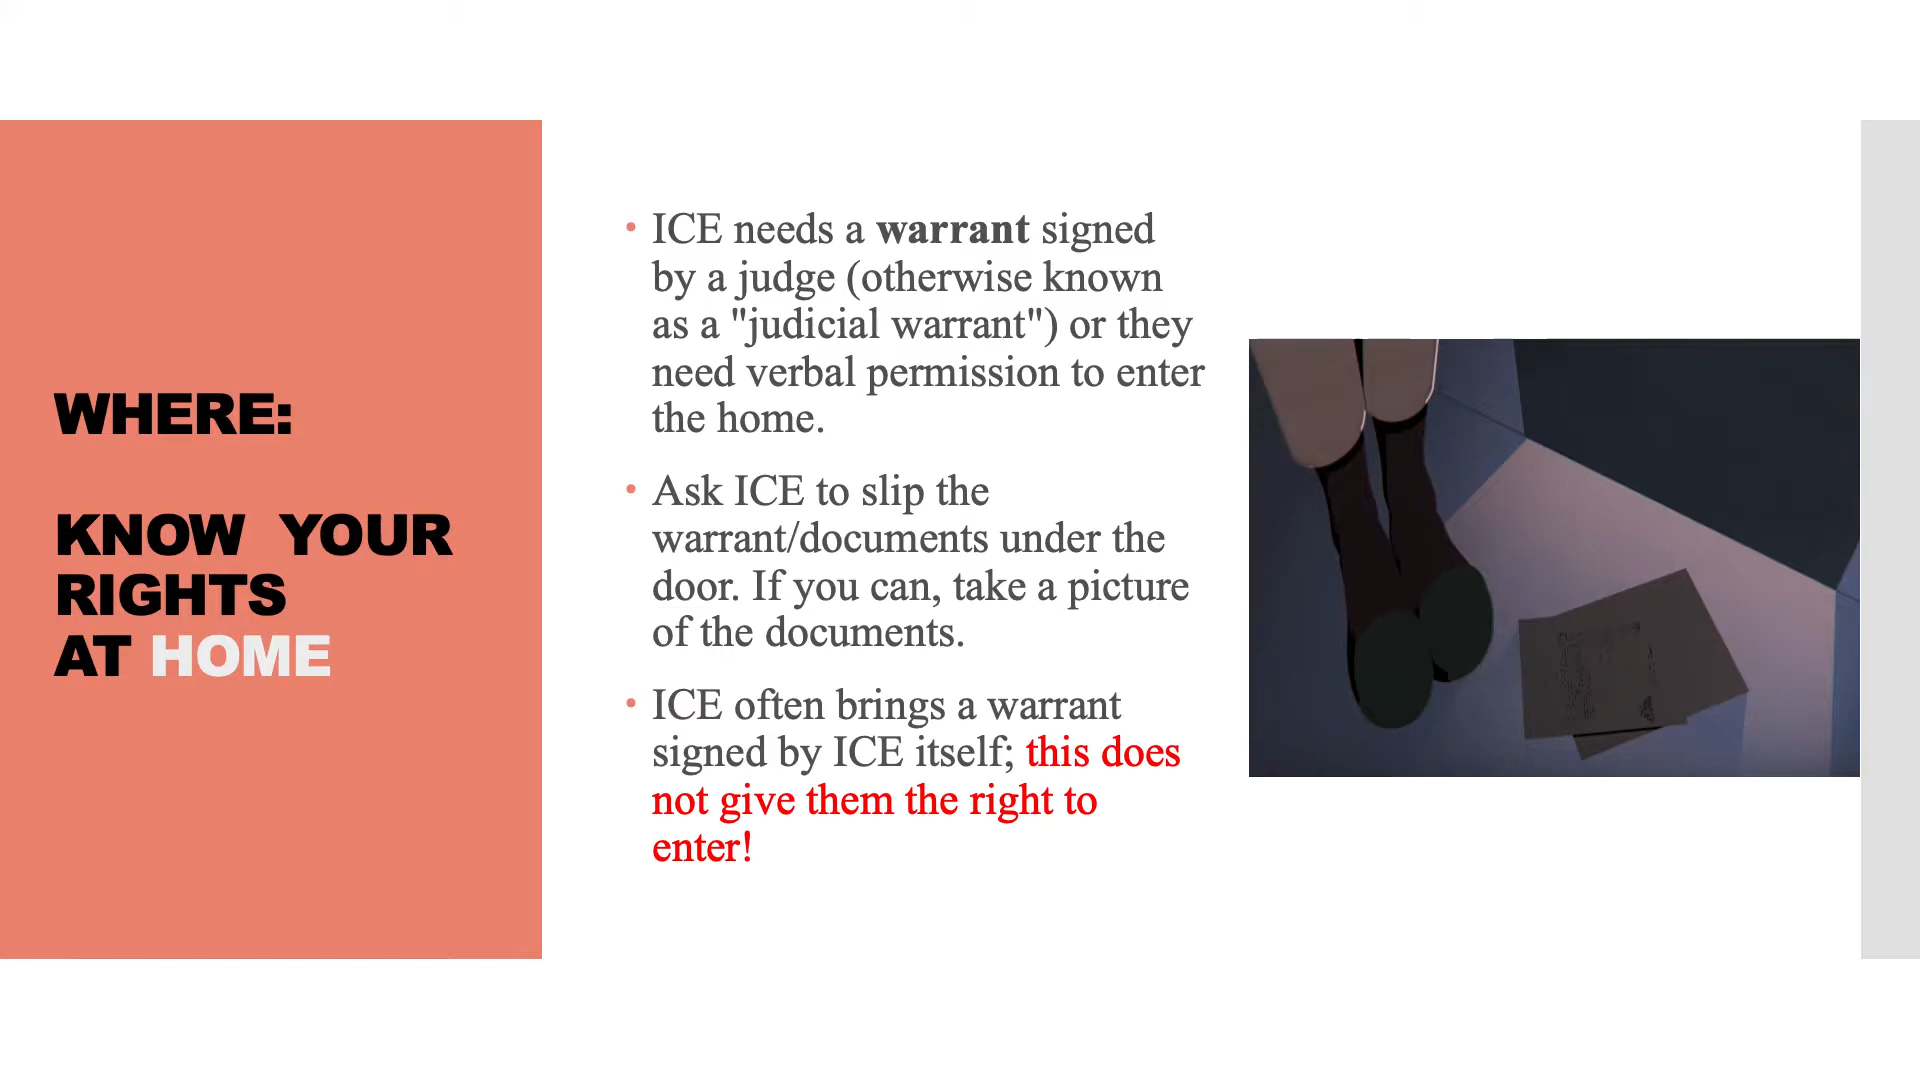 WHERE:
KNOW YOUR
RIGHTS
AT HOME
• ICE needs a warrant signed
by a judge (otherwise known
as a "judicial warrant") or they
need verbal permission to enter
the home.
• Ask ICE to slip the
warrant/documents under the
door. If you can, take a picture
of the documents.
• ICE often brings a warrant
signed by ICE itself; this does
not give them the right to
enter!